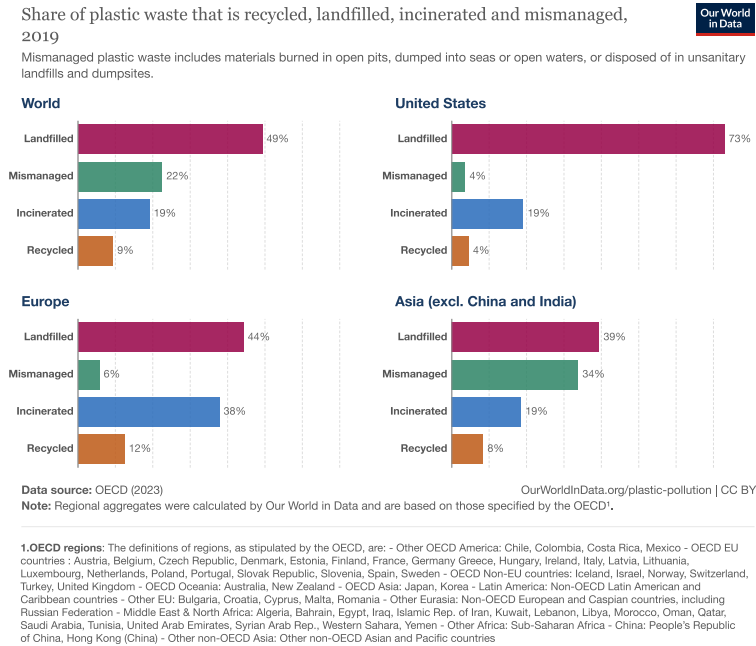 Share of plastic waste that is recycled, landfilled, incinerated and mismanaged,
2019
Our World
in Data
Mismanaged plastic waste includes materials burned in open pits, dumped into seas or open waters, or disposed of in unsanitary
landfills and dumpsites.
World
Landfilled 49%
Mismanaged 22%
Incinerated 19%
Recycled 9%
United States
Landfilled 73%
Mismanaged 4%
Incinerated 19%
Recycled 4%
Europe
Landfilled 44%
Mismanaged 6%
Incinerated 38%
Recycled 12%
Asia (excl. China and India)
Landfilled 39%
Mismanaged 34%
Incinerated 19%
Recycled 8%
Data source: OECD (2023)
OurWorldInData.org/plastic-pollution | CC BY
Note: Regional aggregates were calculated by Our World in Data and are based on those specified by the OECD¹.
1.OECD regions: The definitions of regions, as stipulated by the OECD, are: - Other OECD America: Chile, Colombia, Costa Rica, Mexico - OECD EU
countries : Austria, Belgium, Czech Republic, Denmark, Estonia, Finland, France, Germany Greece, Hungary, Ireland, Italy, Latvia, Lithuania,
Luxembourg, Netherlands, Poland, Portugal, Slovak Republic, Slovenia, Spain, Sweden - OECD Non-EU countries: Iceland, Israel, Norway, Switzerland,
Turkey, United Kingdom - OECD Oceania: Australia, New Zealand - OECD Asia: Japan, Korea - Latin America: Non-OECD Latin American and
Caribbean countries - Other EU: Bulgaria, Croatia, Cyprus, Malta, Romania - Other Eurasia: Non-OECD European and Caspian countries, including
Russian Federation - Middle East & North Africa: Algeria, Bahrain, Egypt, Iraq, Islamic Rep. of Iran, Kuwait, Lebanon, Libya, Morocco, Oman, Qatar,
Saudi Arabia, Tunisia, United Arab Emirates, Syrian Arab Rep., Western Sahara, Yemen - Other Africa: Sub-Saharan Africa - China: People's Republic
of China, Hong Kong (China) - Other non-OECD Asia: Other non-OECD Asian and Pacific countries